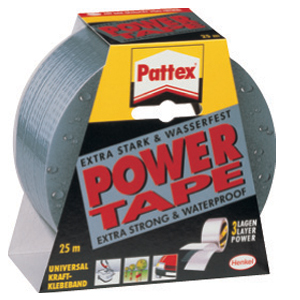 Pattex
EXTRA STARK & WASSERFEST
POWER
TAPE
EXTRA STRONG & WATERPROOF
25 m
3 LAGEN
LAYER
POWER
UNIVERSAL
KRAFT-
KLEBEBAND
Henkel
25 m